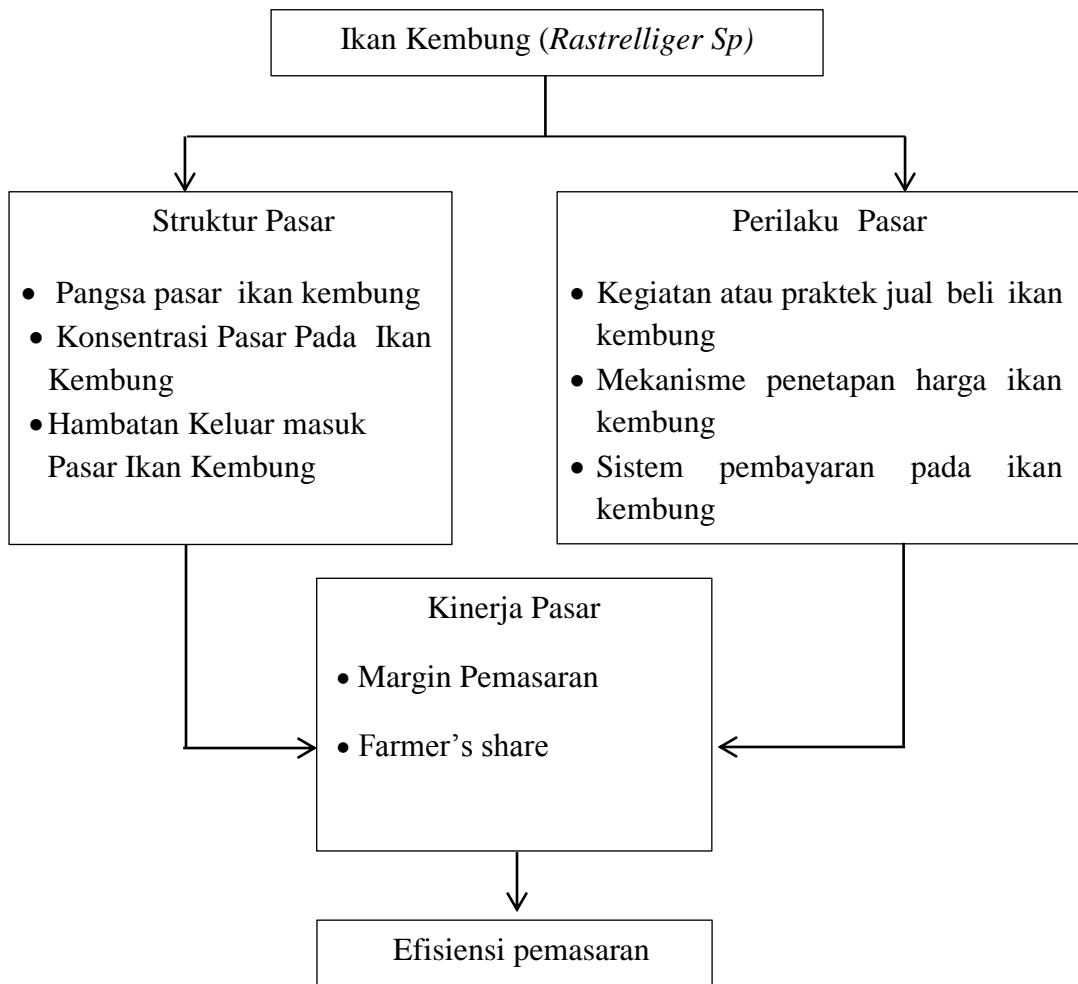 Ikan Kembung (Rastrelliger Sp)
Struktur Pasar
• Pangsa pasar ikan kembung
• Konsentrasi Pasar Pada Ikan
Kembung
• Hambatan Keluar masuk
Pasar Ikan Kembung
Perilaku Pasar
• Kegiatan atau praktek jual beli ikan
kembung
• Mekanisme penetapan harga ikan
kembung
• Sistem pembayaran pada ikan
kembung
Kinerja Pasar
• Margin Pemasaran
• Farmer’s share
Efisiensi pemasaran